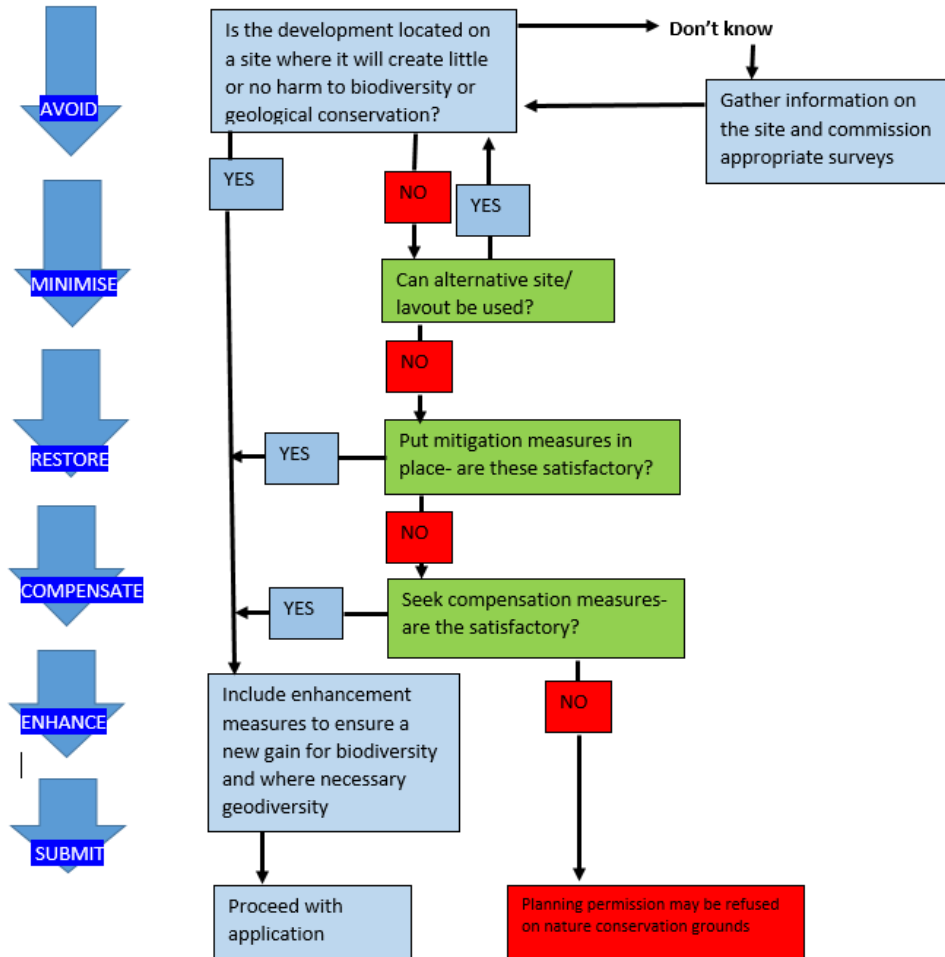 Is the development located on
a site where it will create little
or no harm to biodiversity or
geological conservation?
Don't know
Gather information on
the site and commission
appropriate surveys
AVOID
YES
NO
YES
MINIMISE
Can alternative site/
layout be used?
NO
RESTORE
YES
Put mitigation measures in
place- are these satisfactory?
NO
COMPENSATE
YES
Seek compensation measures-
are the satisfactory?
ENHANCE
Include enhancement
measures to ensure a
new gain for biodiversity
and where necessary
geodiversity
NO
SUBMIT
Proceed with
application
Planning permission may be refused
on nature conservation grounds